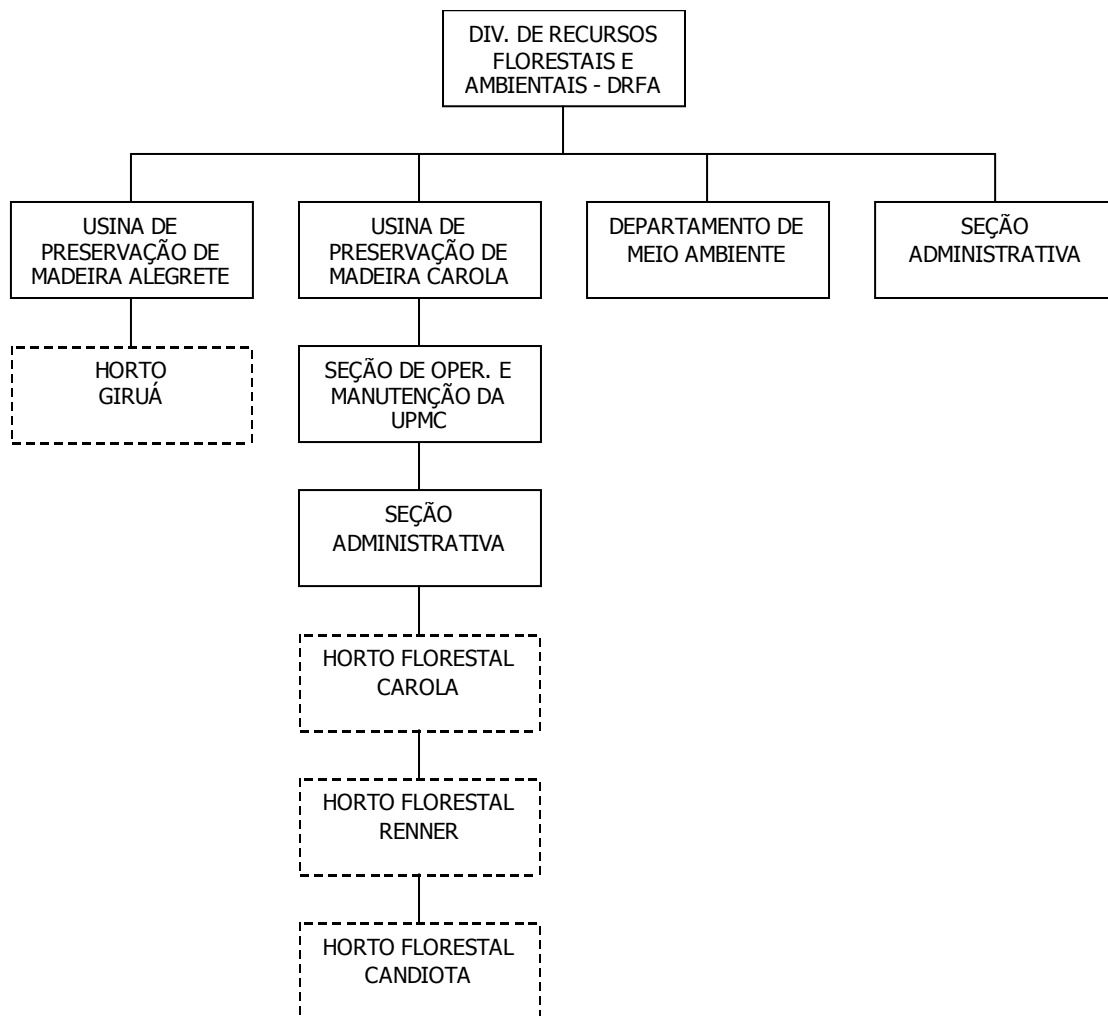 DIV. DE RECURSOS
FLORESTAIS E
AMBIENTAIS - DRFA
USINA DE
PRESERVAÇÃO DE
MADEIRA ALEGRETE
USINA DE
PRESERVAÇÃO DE
MADEIRA CAROLA
DEPARTAMENTO DE
MEIO AMBIENTE
SEÇÃO
ADMINISTRATIVA
HORTO
GIRUÁ
SEÇÃO DE OPER. E
MANUTENÇÃO DA
UPMC
SEÇÃO
ADMINISTRATIVA
HORTO FLORESTAL
CAROLA
HORTO FLORESTAL
RENNER
HORTO FLORESTAL
CANDIOTA